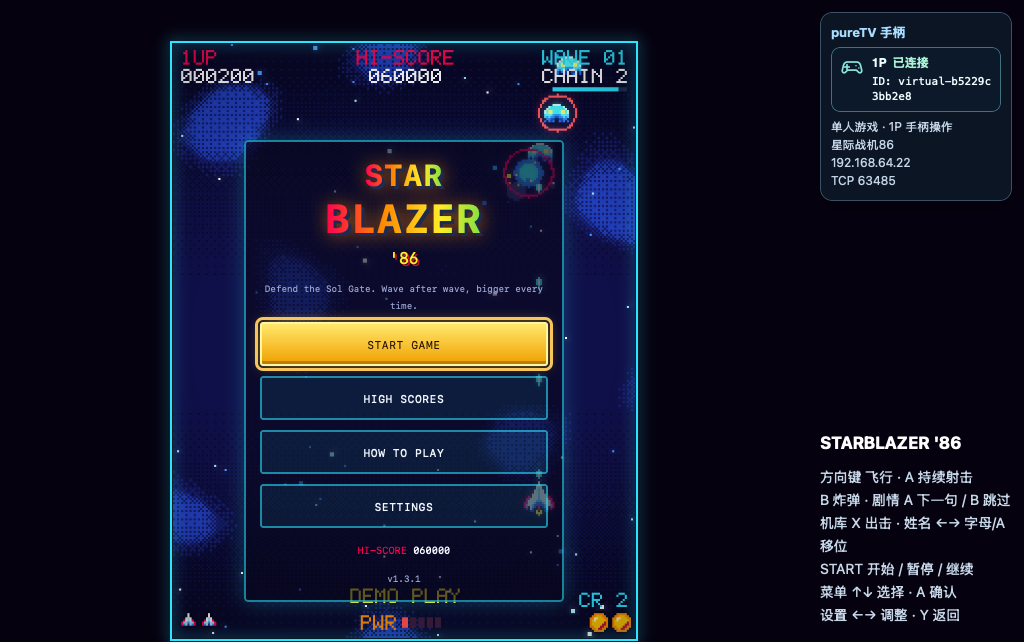 1UP
HI-SCORE
WAVE 01
000200
060000
CHAIN 2
STAR
BLAZER
'86
Defend the Sol Gate. Wave after wave, bigger every
time.
START GAME
HIGH SCORES
HOW TO PLAY
SETTINGS
HI-SCORE 060000
v1.3.1
DEMO PLAY
CR 2
PWR
pureTV 手柄
1P 已连接
ID: virtual-b5229c
3bb2e8
单人游戏 · 1P 手柄操作
星际战机86
192.168.64.22
TCP 63485
STARBLAZER '86
方向键 飞行 · A 持续射击
B 炸弹 · 剧情 A 下一句 / B 跳过
机库 X 出击 · 姓名 ←→ 字母/A
移位
START 开始 / 暂停 / 继续
菜单 ↑↓ 选择 · A 确认
设置 ←→ 调整 · Y 返回